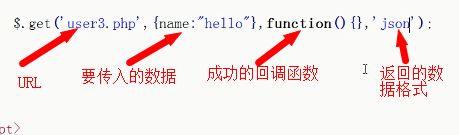 $.get('user3.php',{name:"hello"},function(){},'json');
URL
要传入的数据
成功的回调函数
返回的数
据格式
pt>